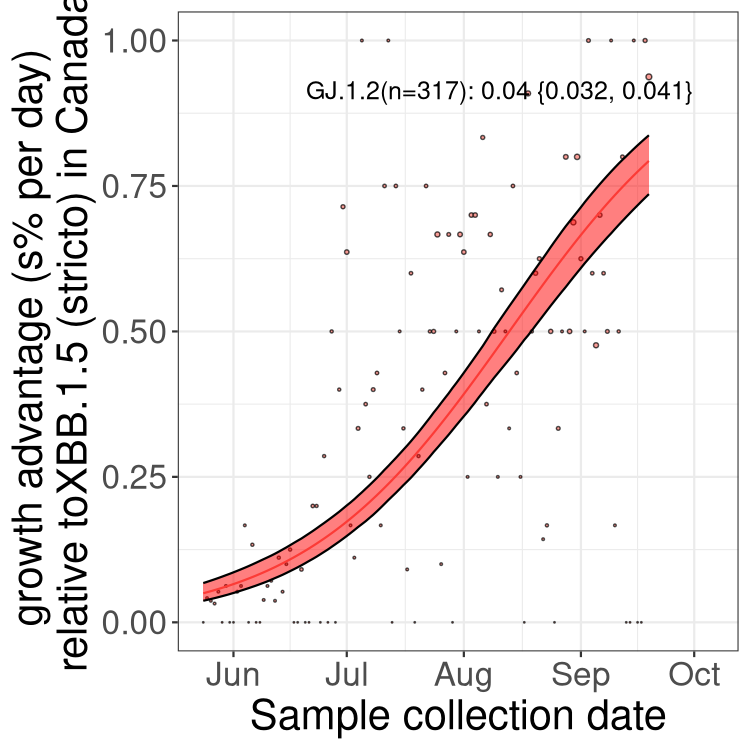 growth advantage (s% per day)
relative toXBB.1.5 (stricto) in Canada
1.00
0.75
0.50
0.25
0.00
GJ.1.2(n=317): 0.04 {0.032, 0.041}
Jun Jul Aug Sep Oct
Sample collection date